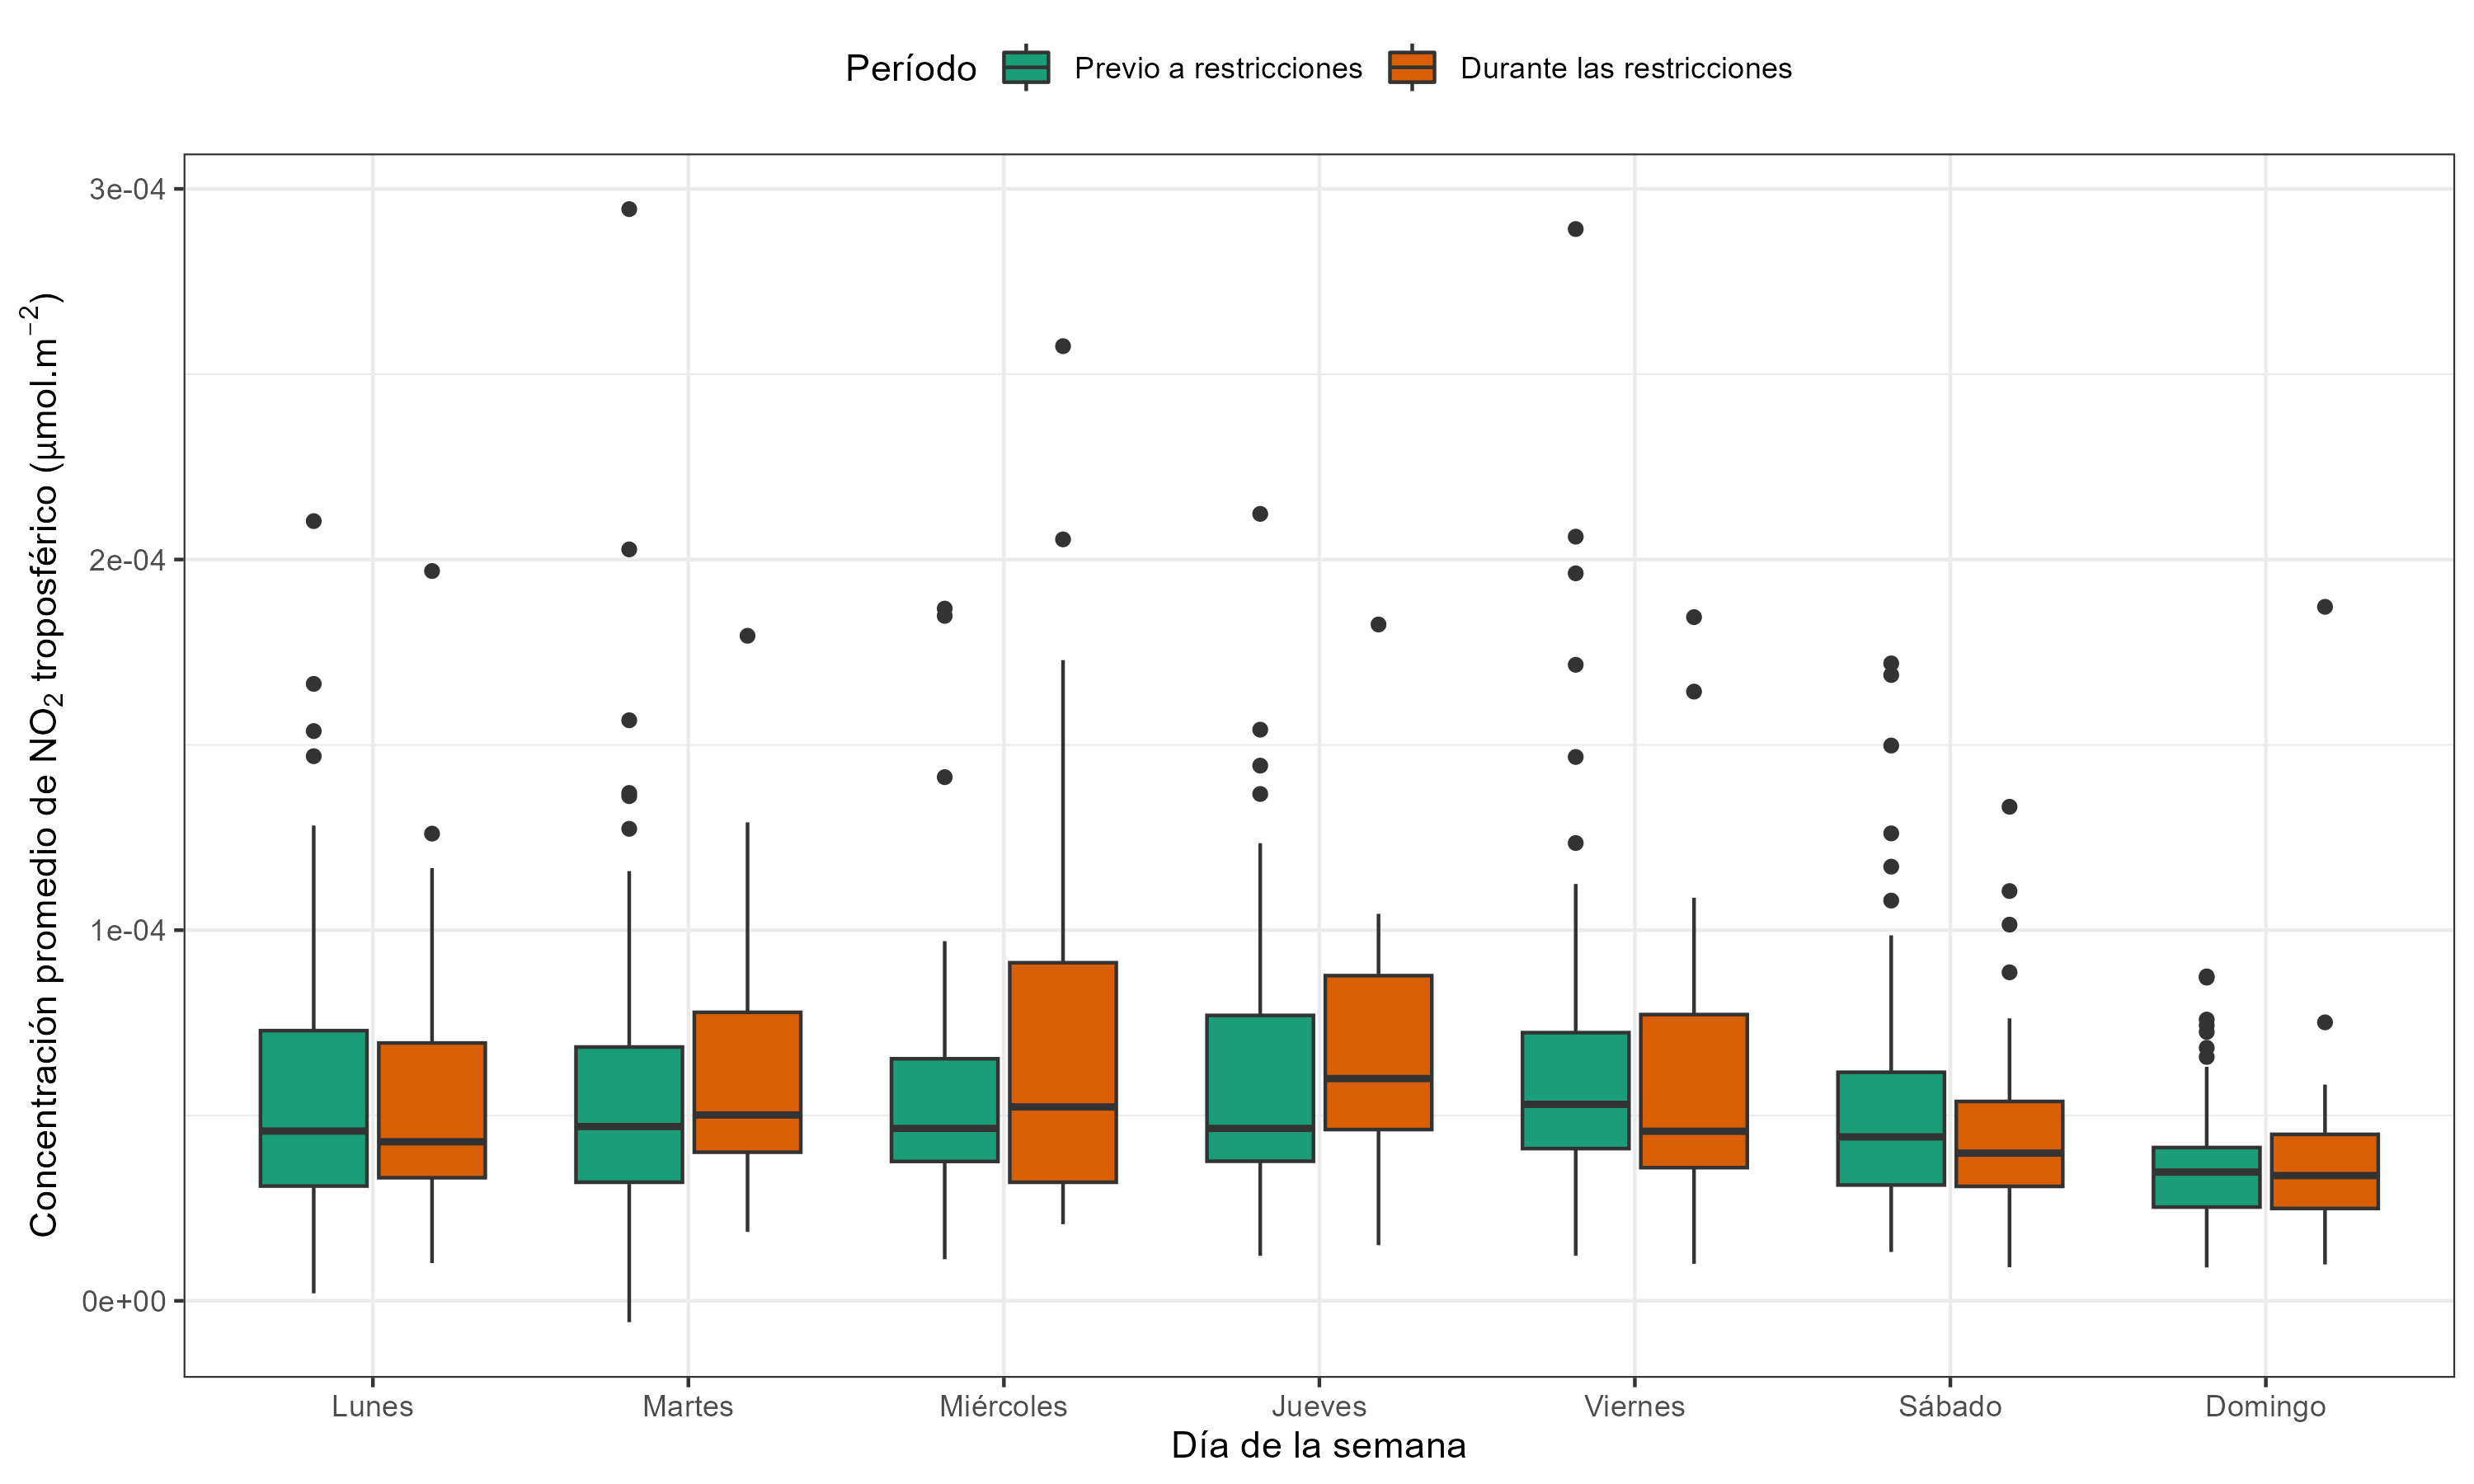 Período Previo a restricciones Durante las restricciones
Concentración promedio de NO₂ troposférico (µmol.m⁻²)
3e-04
2e-04
1e-04
0e+00
Lunes Martes Miércoles Jueves Viernes Sábado Domingo
Día de la semana